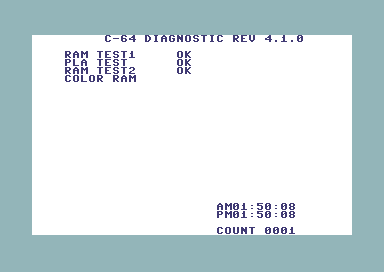 C-64 DIAGNOSTIC REV 4.1.0
RAM TEST1 OK
PLA TEST OK
RAM TEST2 OK
COLOR RAM
AM01:50:08
PM01:50:08
COUNT 0001